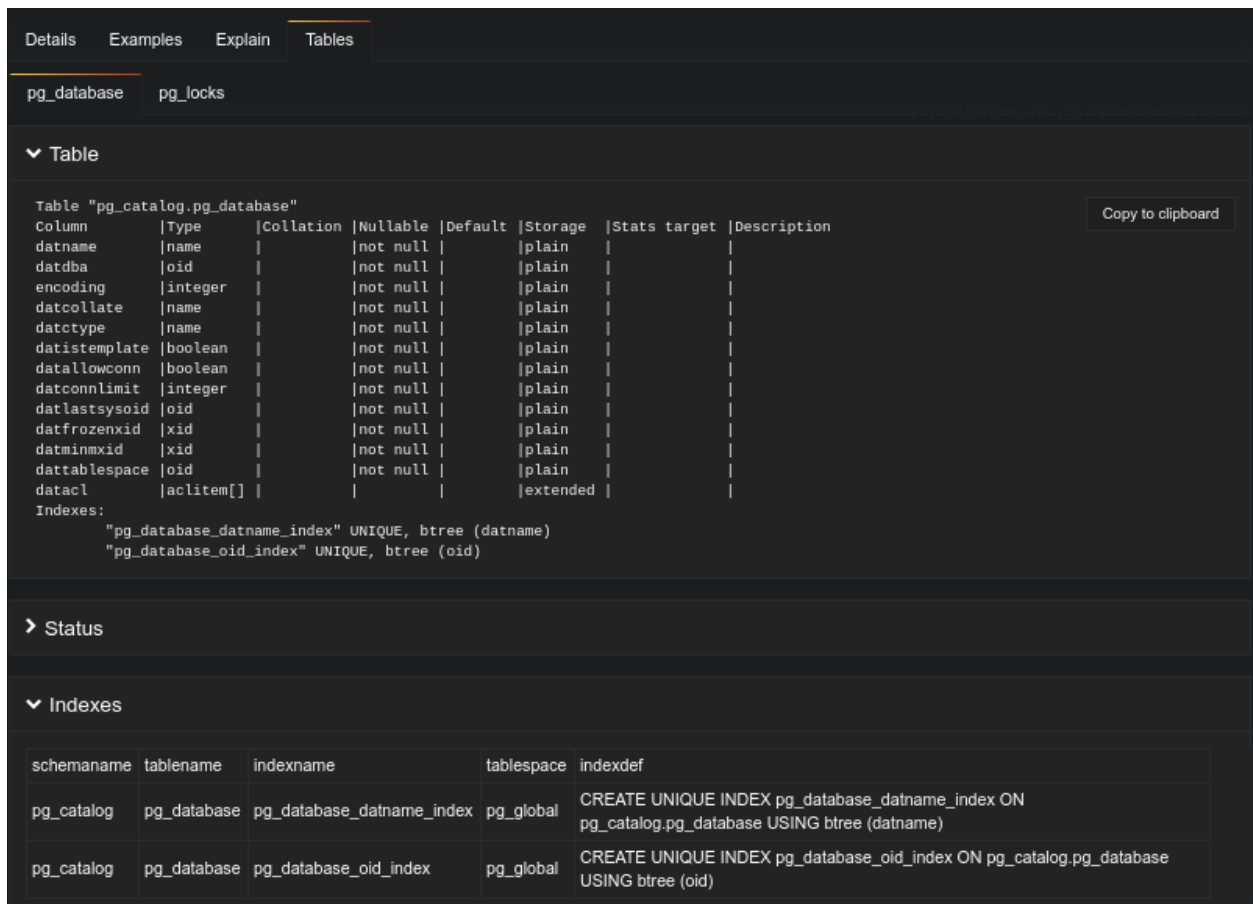 Details Examples Explain Tables
pg_database pg_locks
Table
Table "pg_catalog.pg_database"
Copy to clipboard
Column |Type |Collation |Nullable |Default |Storage |Stats target |Description
datname |name | |not null | |plain | |
datdba |oid | |not null | |plain | |
encoding |integer | |not null | |plain | |
datcollate |name | |not null | |plain | |
datctype |name | |not null | |plain | |
datistemplate |boolean | |not null | |plain | |
datallowconn |boolean | |not null | |plain | |
datconnlimit |integer | |not null | |plain | |
datlastsysoid |oid | |not null | |plain | |
datfrozenxid |xid | |not null | |plain | |
datminmxid |xid | |not null | |plain | |
dattablespace |oid | |not null | |plain | |
datacl |aclitem[] | | | |extended | |
Indexes:
"pg_database_datname_index" UNIQUE, btree (datname)
"pg_database_oid_index" UNIQUE, btree (oid)
Status
Indexes
schemaname tablename indexname tablespace indexdef
pg_catalog pg_database pg_database_datname_index pg_global CREATE UNIQUE INDEX pg_database_datname_index ON
pg_catalog.pg_database USING btree (datname)
pg_catalog pg_database pg_database_oid_index pg_global CREATE UNIQUE INDEX pg_database_oid_index ON pg_catalog.pg_database
USING btree (oid)